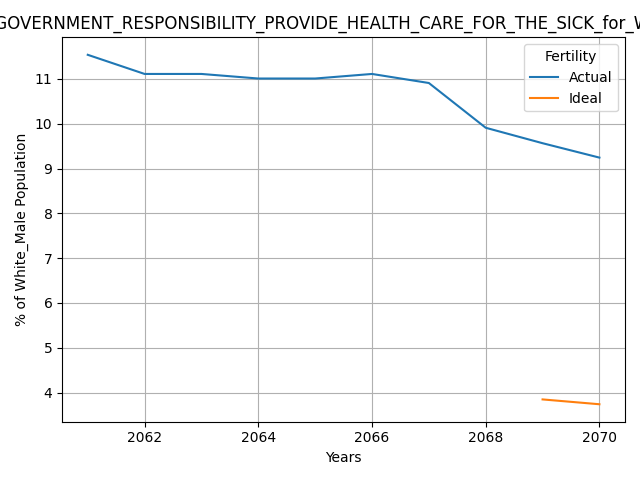 GOVERNMENT_RESPONSIBILITY_PROVIDE_HEALTH_CARE_FOR_THE_SICK_for_W
Fertility
Actual
Ideal
% of White_Male Population
11
10
9
8
7
6
5
4
2062 2064 2066 2068 2070
Years